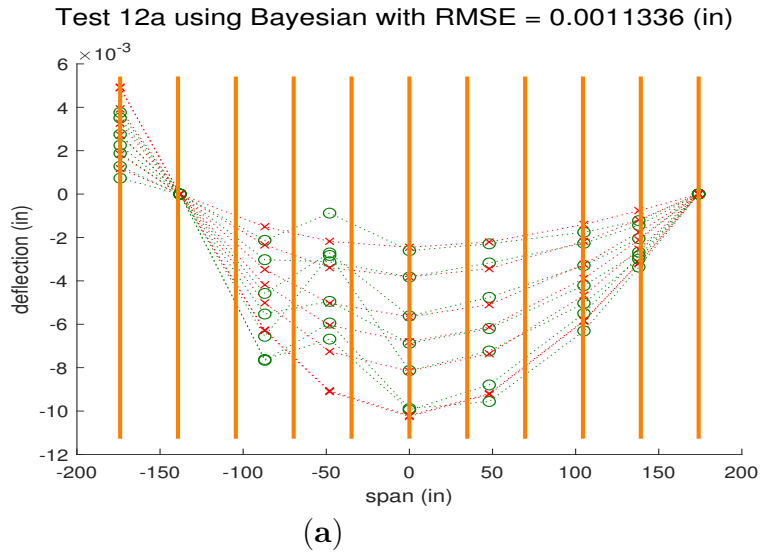 Test 12a using Bayesian with RMSE = 0.0011336 (in)
×10⁻³
6
4
2
0
-2
-4
-6
-8
-10
-12
deflection (in)
-200 -150 -100 -50 0 50 100 150 200
span (in)
(a)